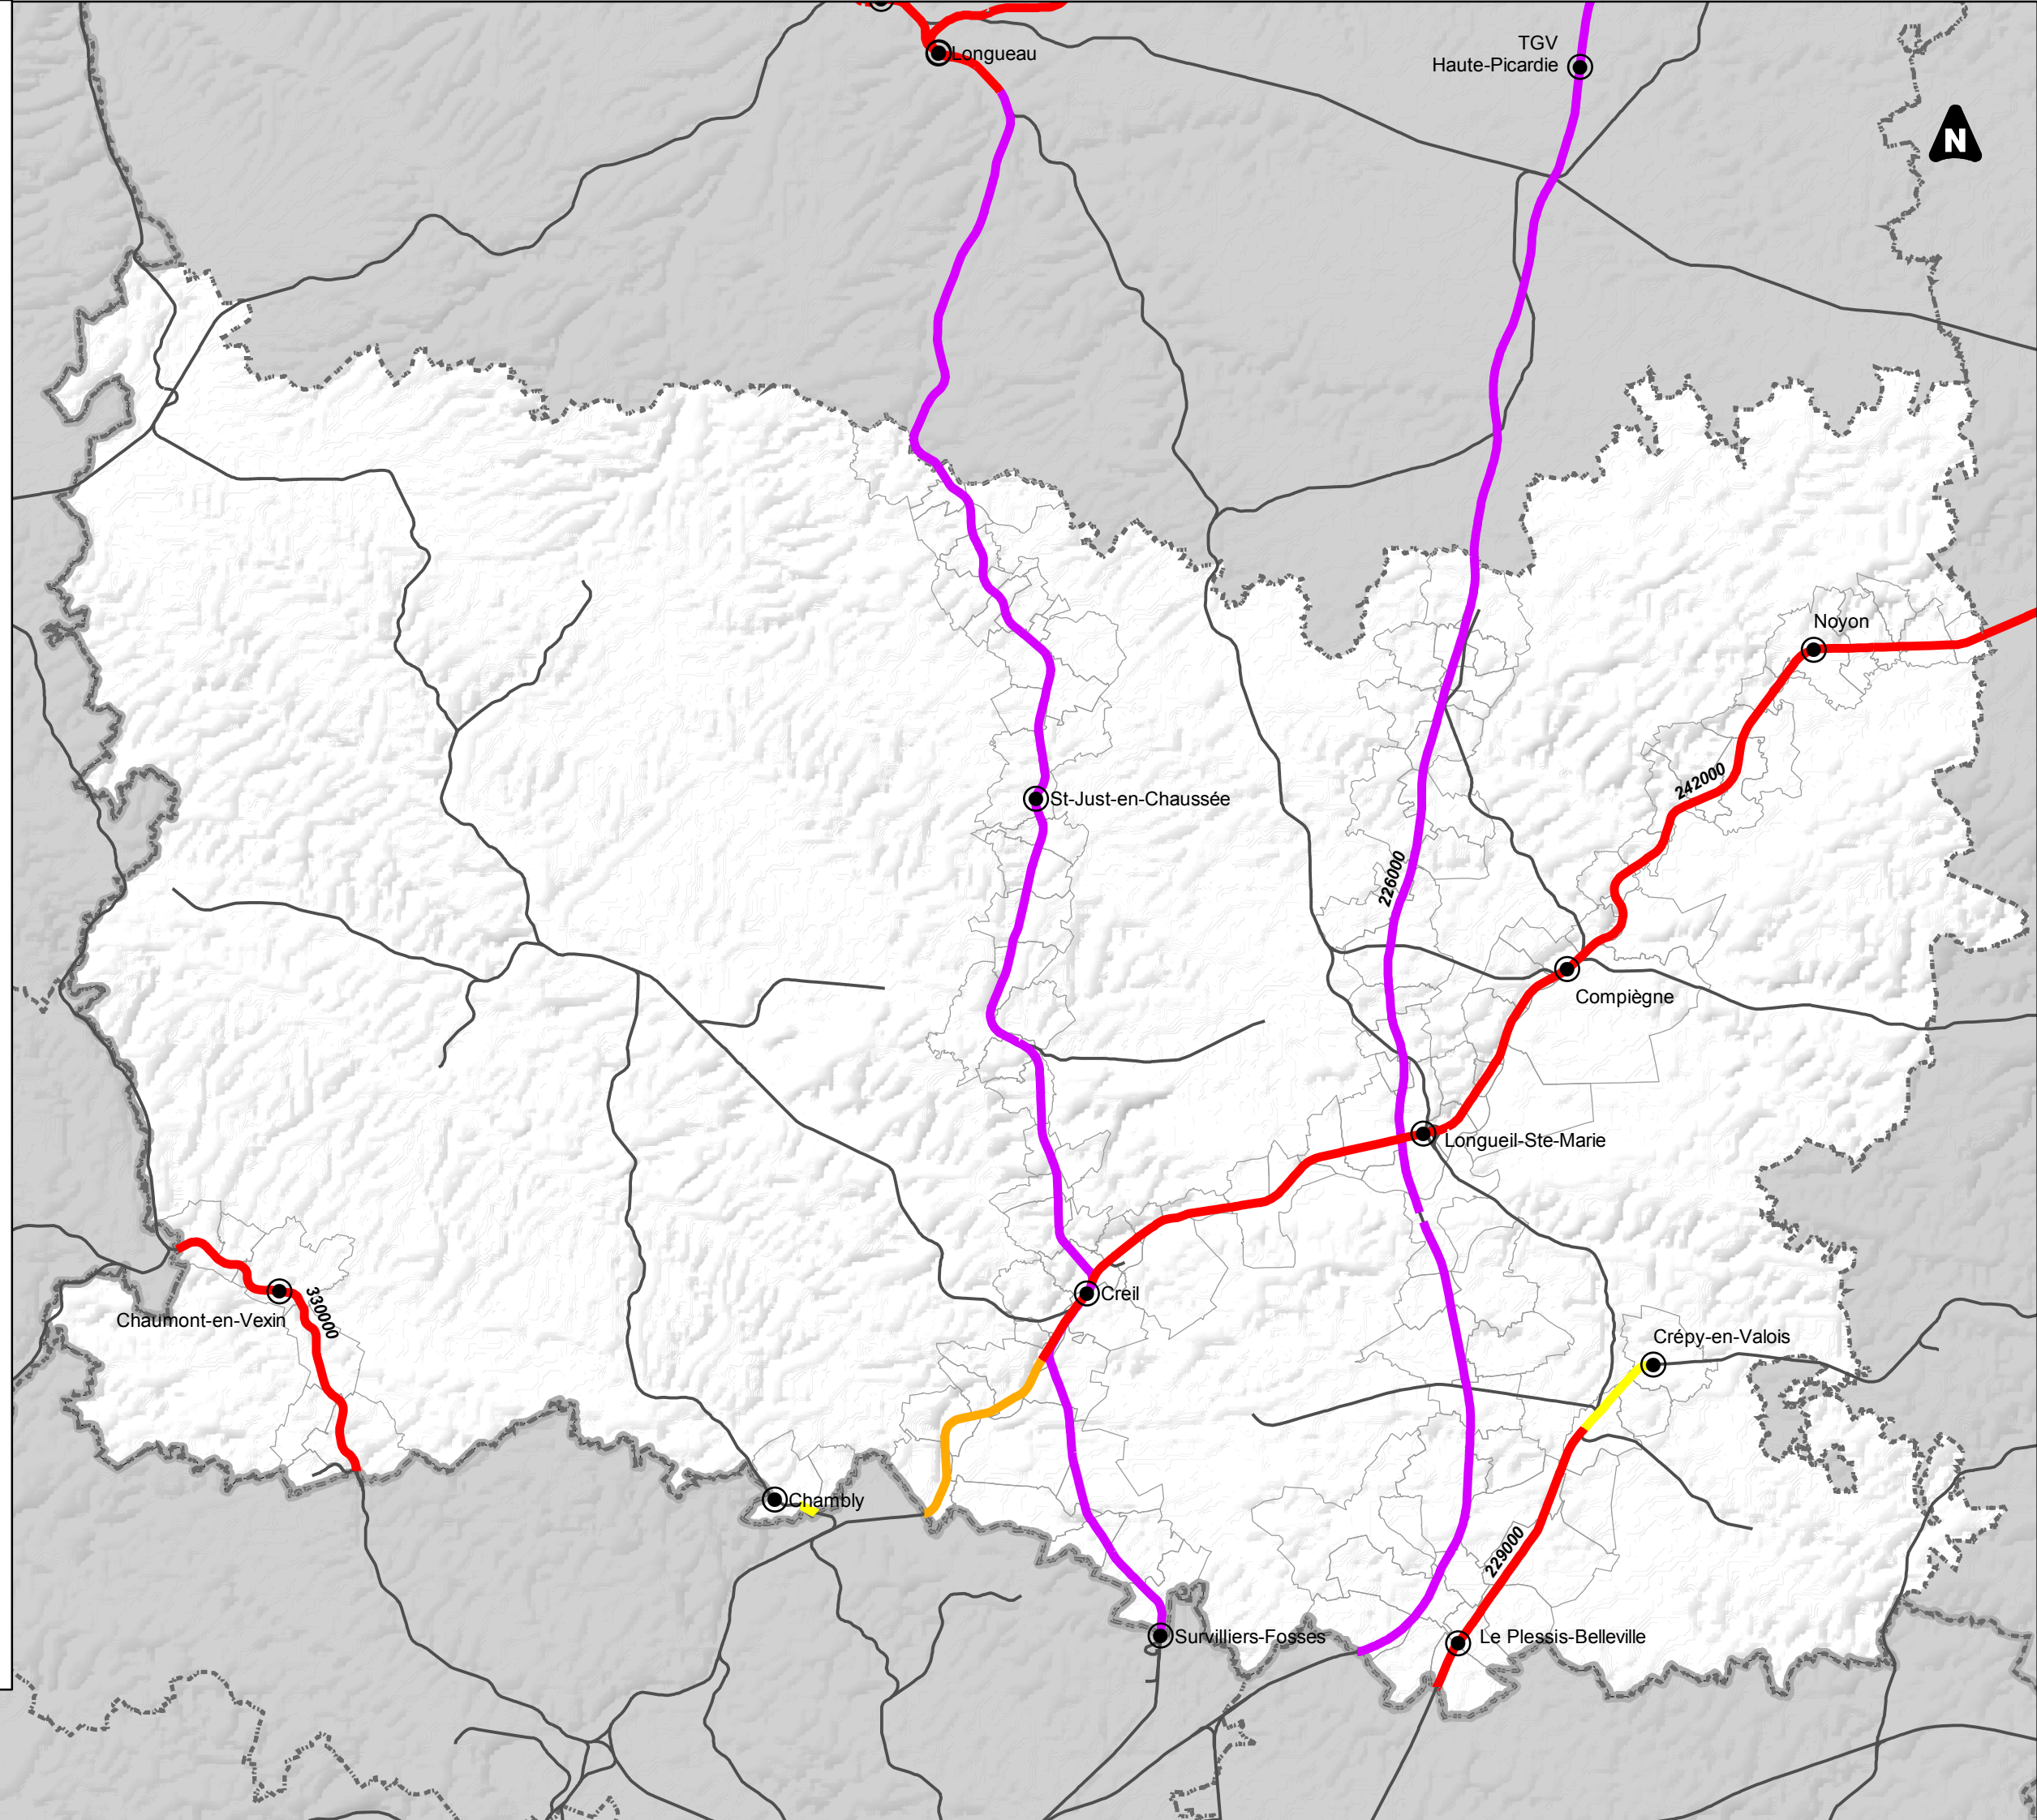 Longueau
TGV
Haute-Picardie
N
Noyon
242000
St-Just-en-Chaussée
226000
Compiègne
Longueil-Ste-Marie
Creil
330000
Chaumont-en-Vexin
Crépy-en-Valois
Chambly
229000
Survilliers-Fosses
Le Plessis-Belleville